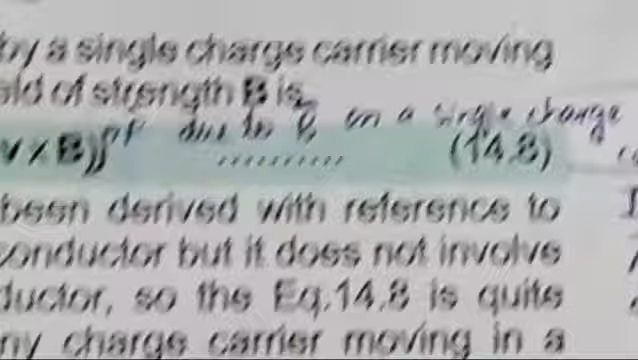 by a single charge carrier moving
eld of strength B is
due to B on a single charge
v × B) (14.8)
been derived with reference to
conductor but it does not involve
ductor, so the Eq.14.8 is quite
ny charge carrier moving in a